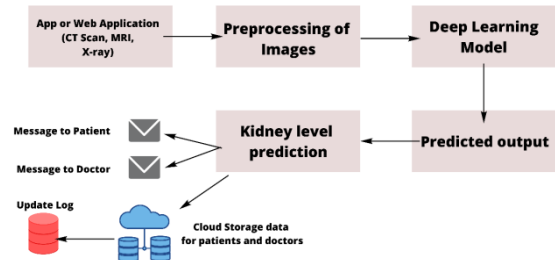 App or Web Application
(CT Scan, MRI,
X-ray)
Preprocessing of
Images
Deep Learning
Model
Message to Patient
Message to Doctor
Kidney level
prediction
Predicted output
Update Log
Cloud Storage data
for patients and doctors